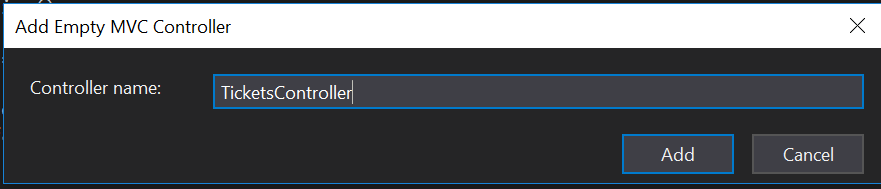 Add Empty MVC Controller
Controller name:
TicketsController
Add
Cancel